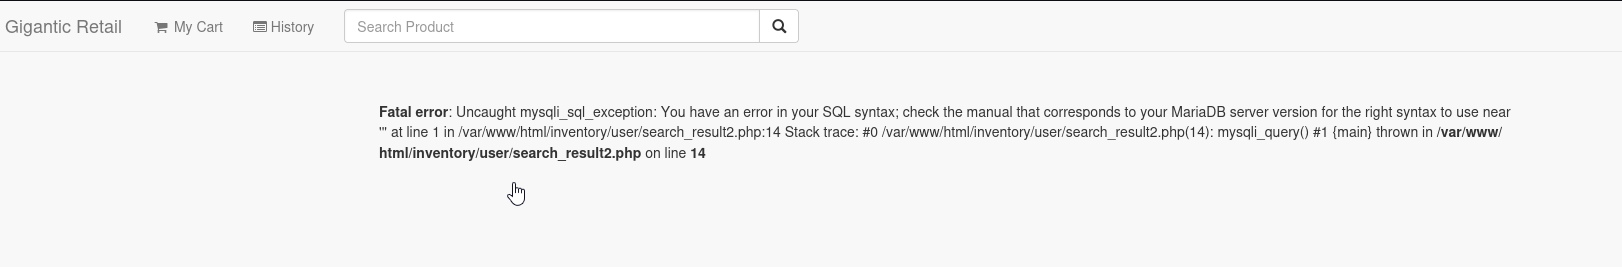 Gigantic Retail My Cart History Search Product
Fatal error: Uncaught mysqli_sql_exception: You have an error in your SQL syntax; check the manual that corresponds to your MariaDB server version for the right syntax to use near
''' at line 1 in /var/www/html/inventory/user/search_result2.php:14 Stack trace: #0 /var/www/html/inventory/user/search_result2.php(14): mysqli_query() #1 {main} thrown in /var/www/
html/inventory/user/search_result2.php on line 14